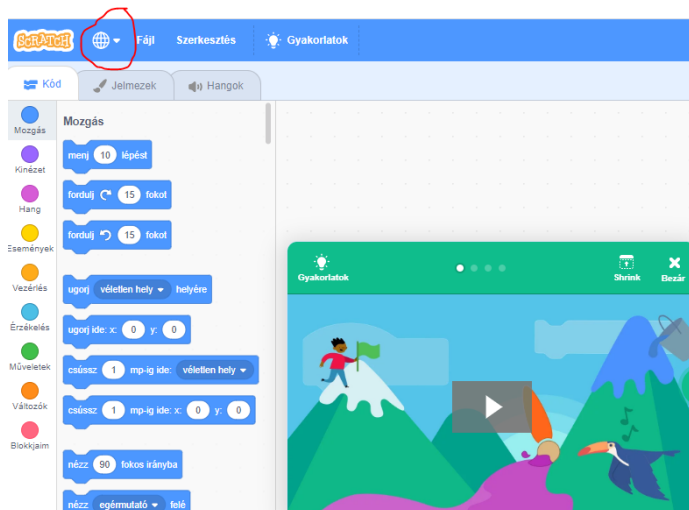 SCRATCH Fájl Szerkesztés Gyakorlatok
Kód Jelmezek Hangok
Mozgás
Kinézet
Hang
Események
Vezérlés
Érzékelés
Műveletek
Változók
Blokkjaim
Mozgás
menj 10 lépést
fordulj 15 fokot
fordulj 15 fokot
ugorj véletlen hely helyére
ugorj ide: x: 0 y: 0
csússz 1 mp-ig ide: véletlen hely
csússz 1 mp-ig ide: x: 0 y: 0
nézz 90 fokos irányba
nézz egérmutató felé
Gyakorlatok Shrink Bezár